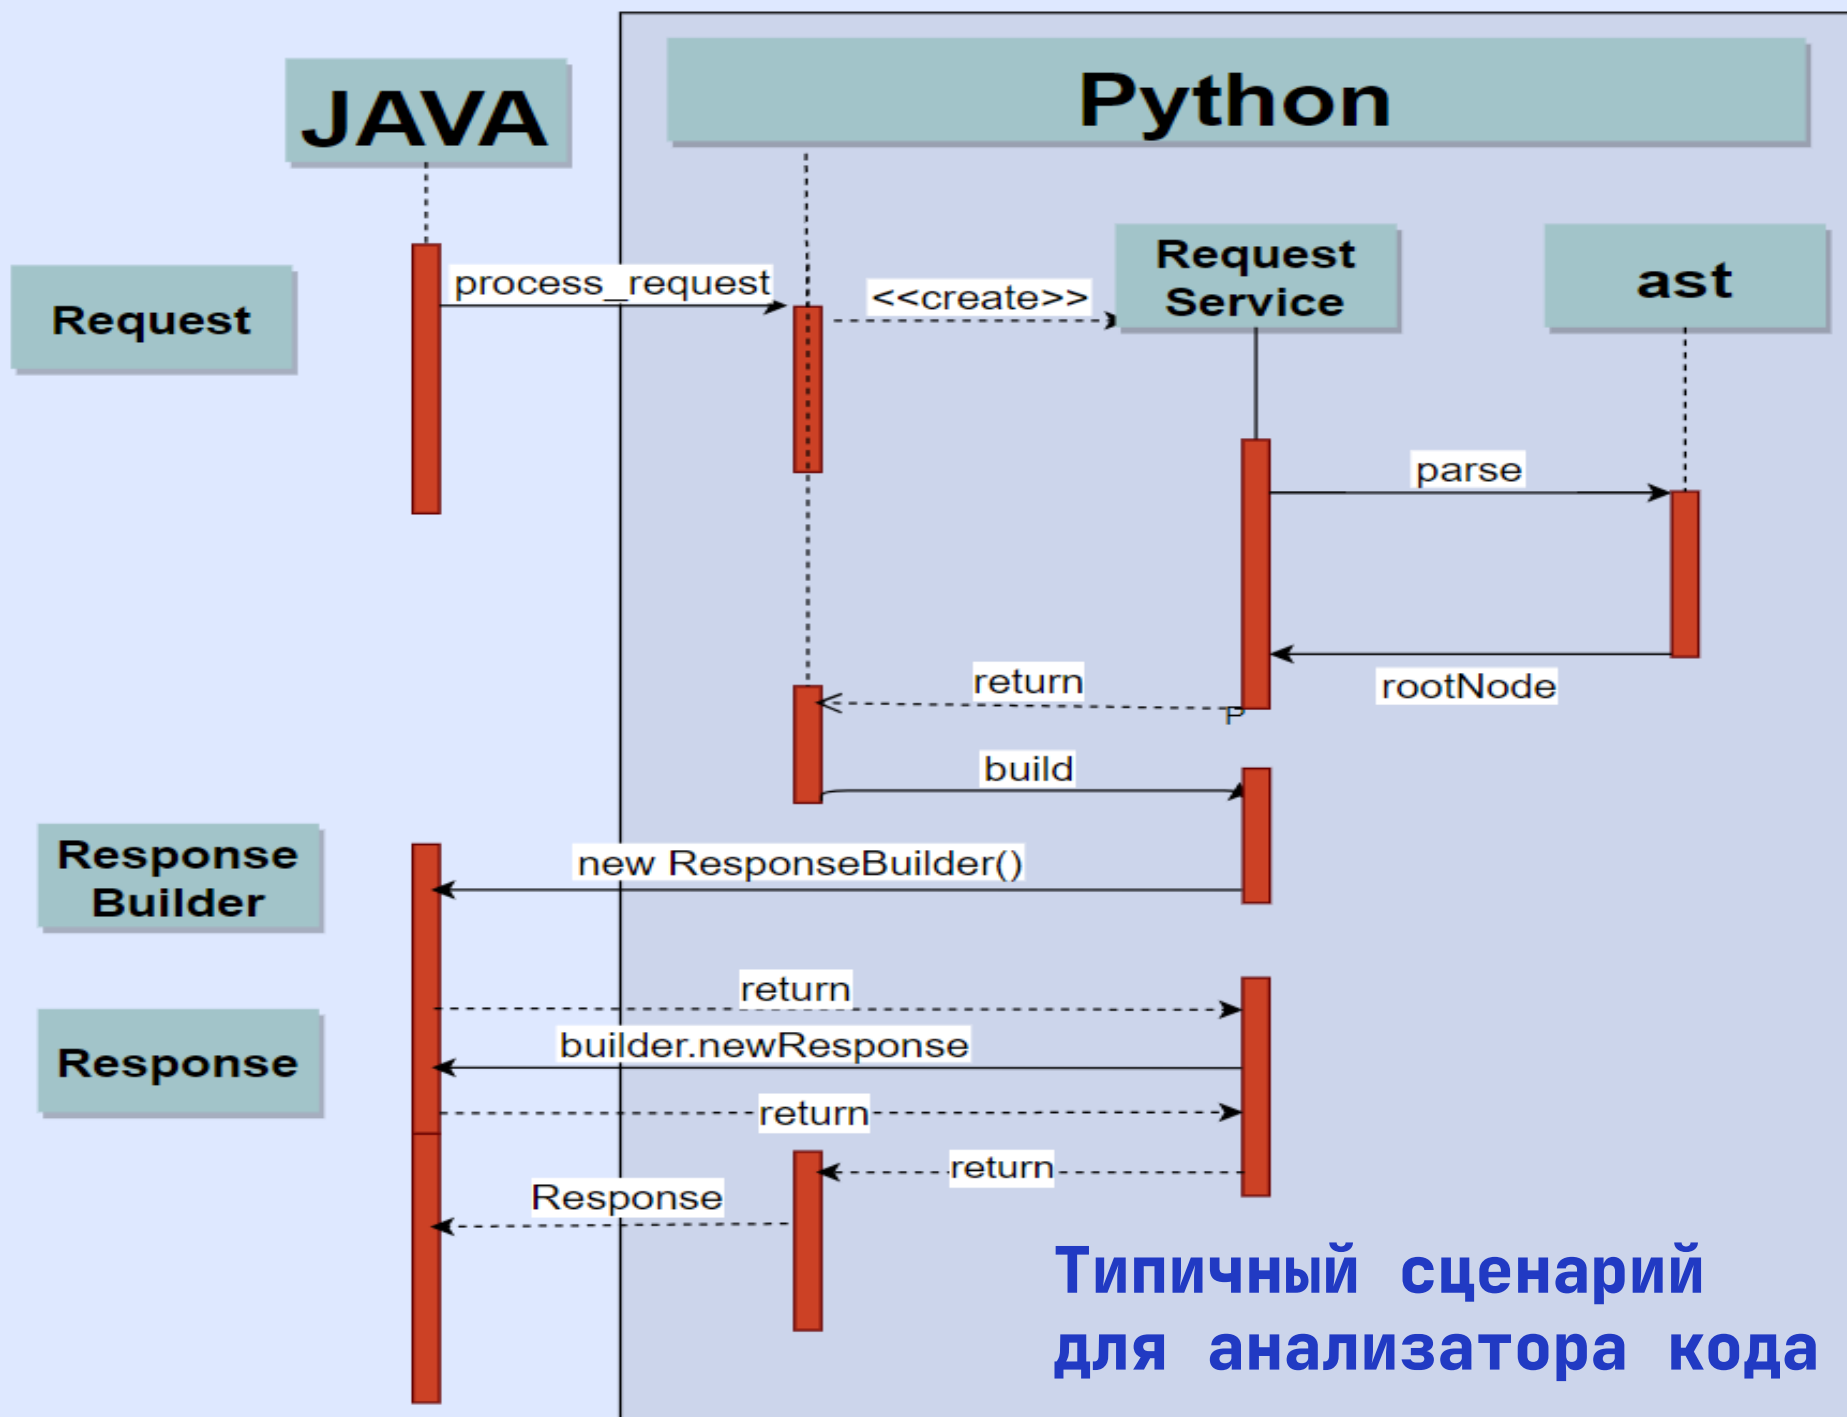 JAVA
Python
Request
process_request
<<create>>
Request
Service
ast
parse
rootNode
return
P
build
Response
Builder
new ResponseBuilder()
return
Response
builder.newResponse
return
return
Response
Типичный сценарий
для анализатора кода